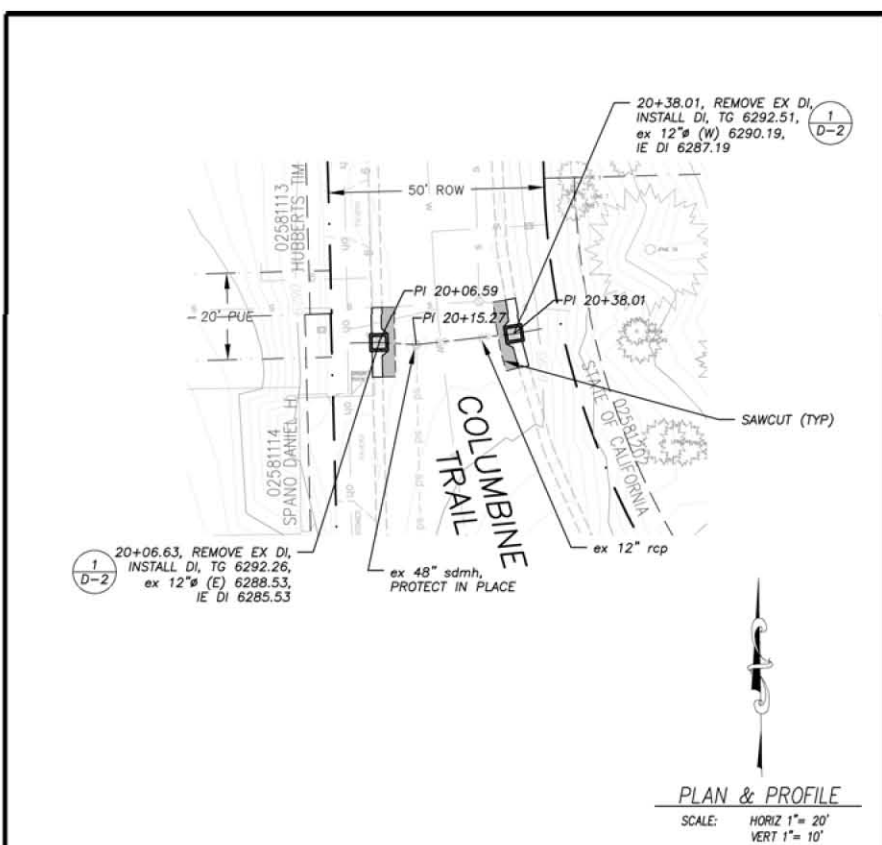 20+38.01, REMOVE EX DI,
INSTALL DI, TG 6292.51,
ex 12"ø (W) 6290.19,
IE DI 6287.19
1
D-2
50' ROW
02581113
HUBBERTS TIM
PI 20+06.59
PI 20+38.01
20' PUE
PI 20+15.27
SAWCUT (TYP)
02581114
SPANO DANIEL H
COLUMBINE
TRAIL
02581207
STATE OF CALIFORNIA
1
D-2
20+06.63, REMOVE EX DI,
INSTALL DI, TG 6292.26,
ex 12"ø (E) 6288.53,
IE DI 6285.53
ex 48" sdmh,
PROTECT IN PLACE
ex 12" rcp
PLAN & PROFILE
SCALE: HORIZ 1"= 20'
VERT 1"= 10'